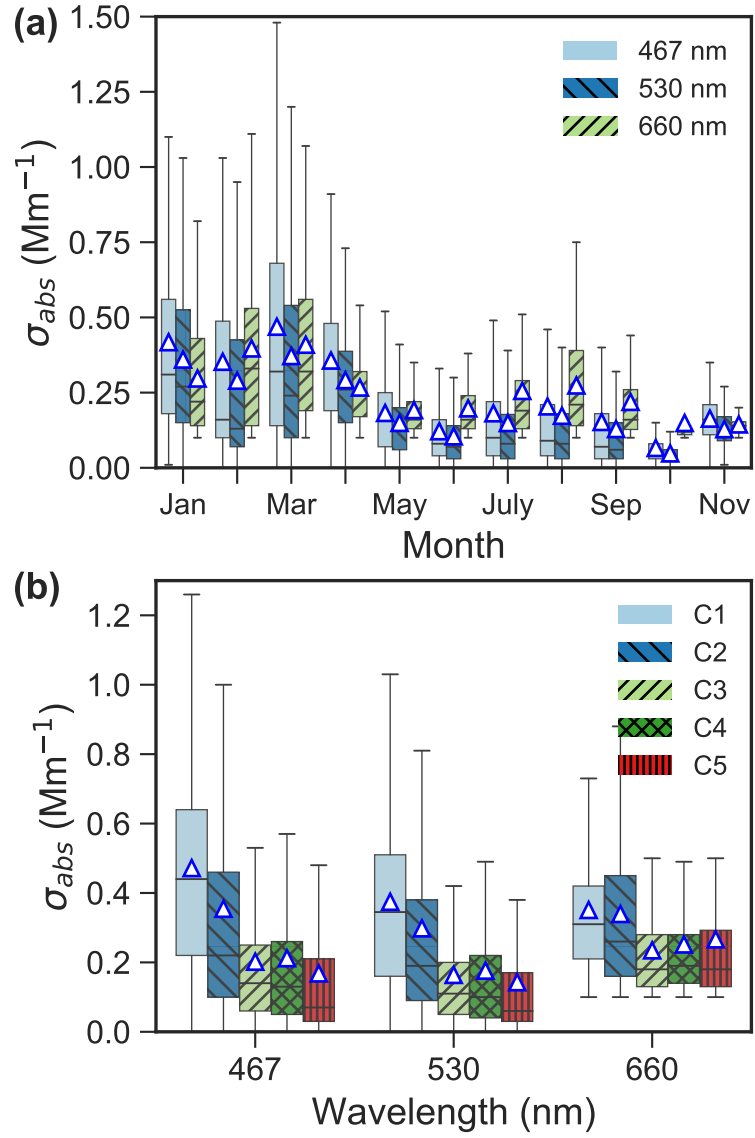 (a)
1.50
1.25
1.00
0.75
0.50
0.25
0.00
σabs (Mm−1)
467 nm
530 nm
660 nm
Jan Mar May July Sep Nov
Month
(b)
1.2
1.0
0.8
0.6
0.4
0.2
0.0
σabs (Mm−1)
C1
C2
C3
C4
C5
467 530 660
Wavelength (nm)